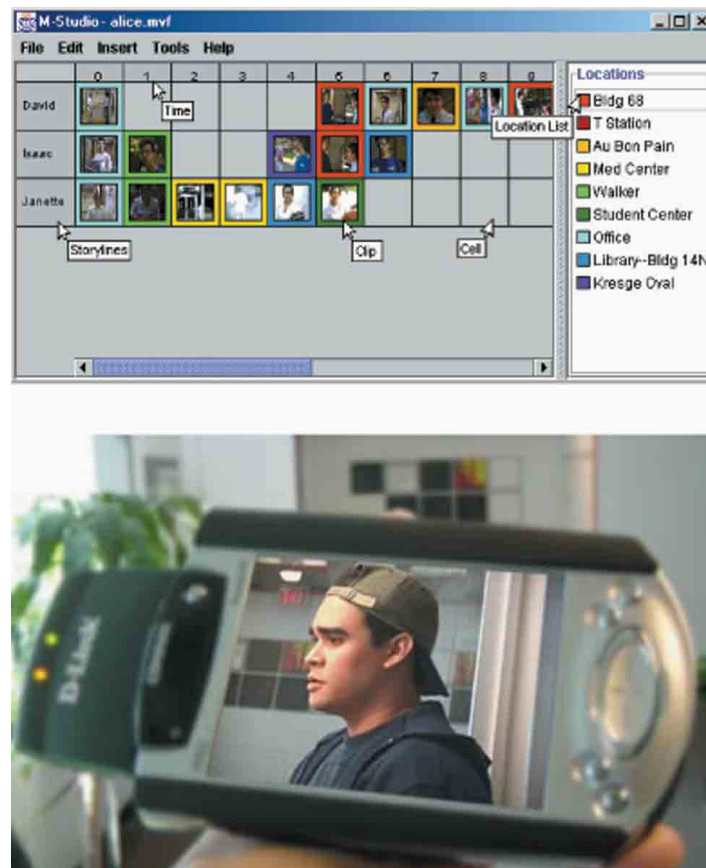 M-Studio - alice.mvf
File Edit Insert Tools Help
0 1 2 3 4 5 6 7 8 9
David
Isaac
Janette
Time
Location List
Storylines
Clip
Cell
Locations
Bldg 68
T Station
Au Bon Pain
Med Center
Walker
Student Center
Office
Library--Bldg 14N
Kresge Oval
D-Link